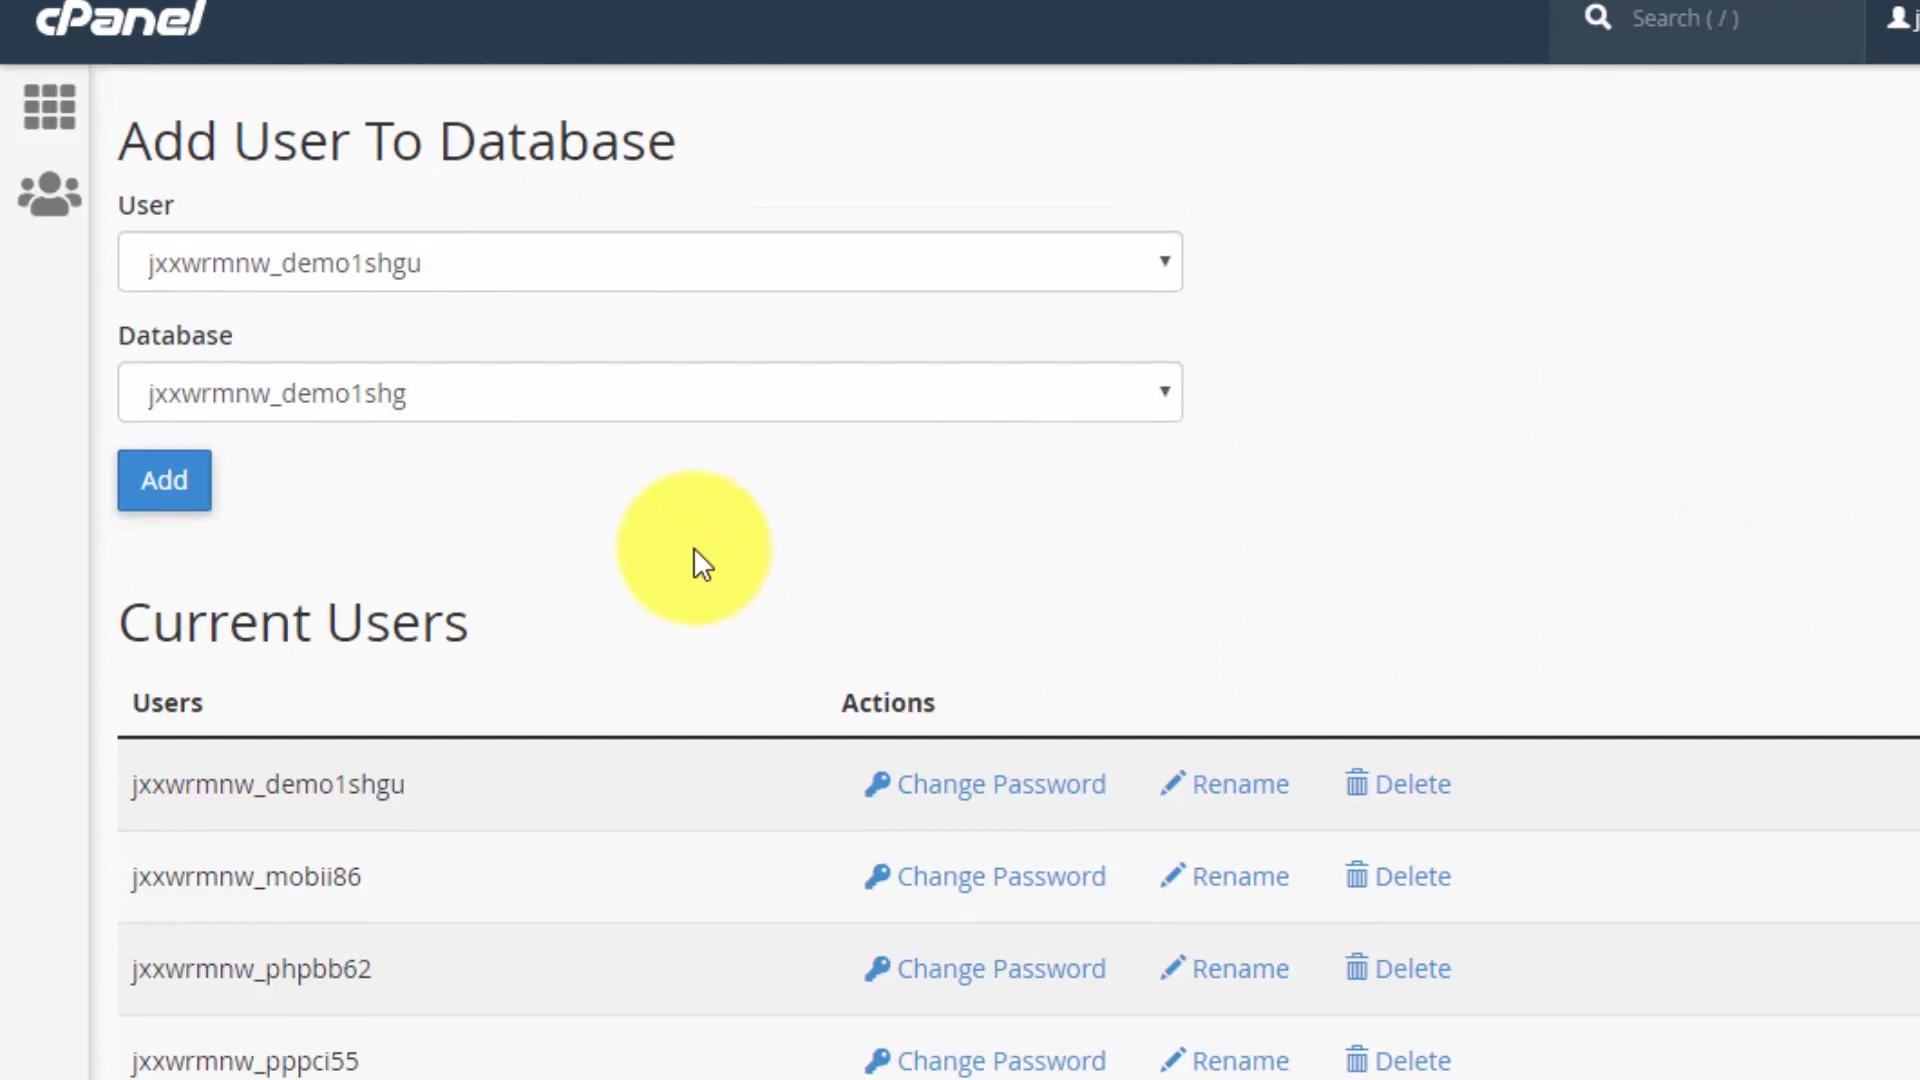 cPanel
Search ( / )
j
Add User To Database
User
jxxwrmnw_demo1shgu
Database
jxxwrmnw_demo1shg
Add
Current Users
Users Actions
jxxwrmnw_demo1shgu Change Password Rename Delete
jxxwrmnw_mobii86 Change Password Rename Delete
jxxwrmnw_phpbb62 Change Password Rename Delete
jxxwrmnw_pppci55 Change Password Rename Delete